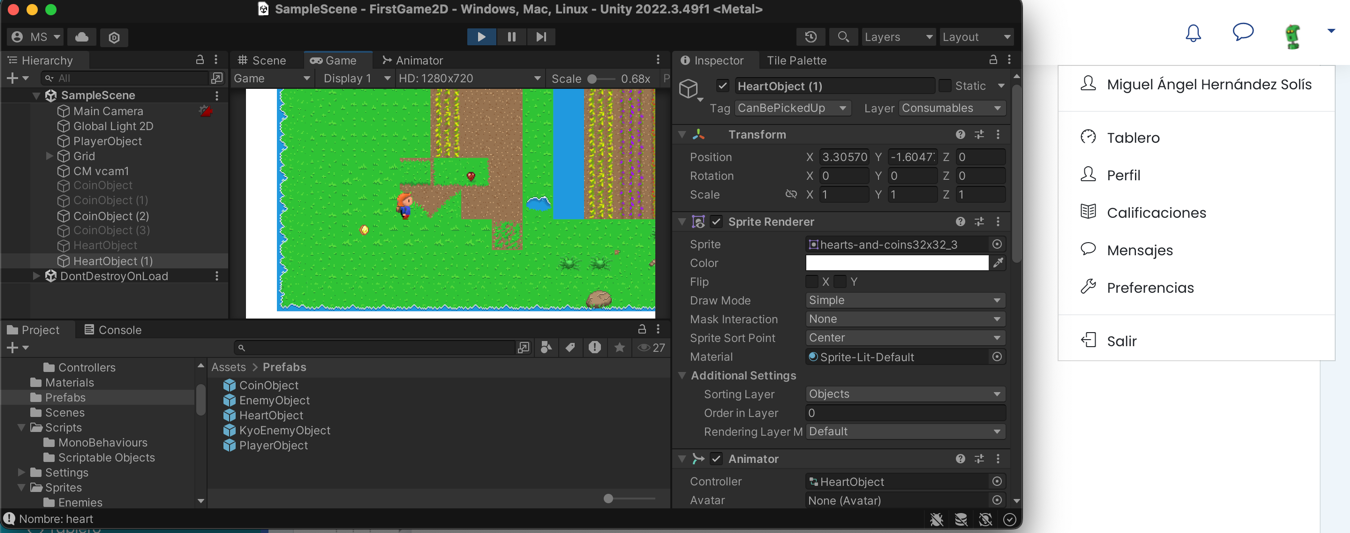 SampleScene - FirstGame2D - Windows, Mac, Linux - Unity 2022.3.49f1 <Metal>
MS
Layers
Layout
Hierarchy
All
SampleScene
Main Camera
Global Light 2D
PlayerObject
Grid
CM vcam1
CoinObject
CoinObject (1)
CoinObject (2)
CoinObject (3)
HeartObject
HeartObject (1)
DontDestroyOnLoad
Scene
Game
Animator
Game
Display 1
HD: 1280x720
Scale
0.68x
P
Inspector
Tile Palette
HeartObject (1)
Static
Tag
CanBePickedUp
Layer
Consumables
Transform
Position
X 3.30570
Y -1.6047
Z 0
Rotation
X 0
Y 0
Z 0
Scale
X 1
Y 1
Z 1
Sprite Renderer
Sprite
hearts-and-coins32x32_3
Color
Flip
X
Y
Draw Mode
Simple
Mask Interaction
None
Sprite Sort Point
Center
Material
Sprite-Lit-Default
Additional Settings
Sorting Layer
Objects
Order in Layer
0
Rendering Layer M
Default
Animator
Controller
HeartObject
Avatar
None (Avatar)
Project
Console
27
Controllers
Materials
Prefabs
Scenes
Scripts
MonoBehaviours
Scriptable Objects
Settings
Sprites
Enemies
Assets > Prefabs
CoinObject
EnemyObject
HeartObject
KyoEnemyObject
PlayerObject
Nombre: heart
Miguel Ángel Hernández Solís
Tablero
Perfil
Calificaciones
Mensajes
Preferencias
Salir